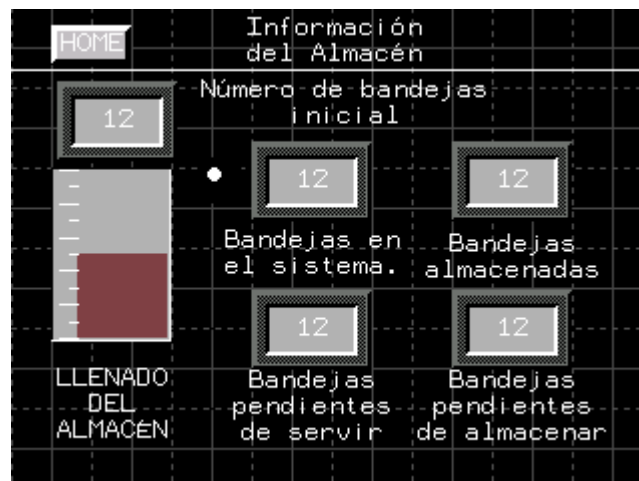 HOME
Información
del Almacén
12
Número de bandejas
inicial
12
12
Bandejas en
el sistema.
Bandejas
almacenadas
12
12
LLENADO
DEL
ALMACÉN
Bandejas
pendientes
de servir
Bandejas
pendientes
de almacenar